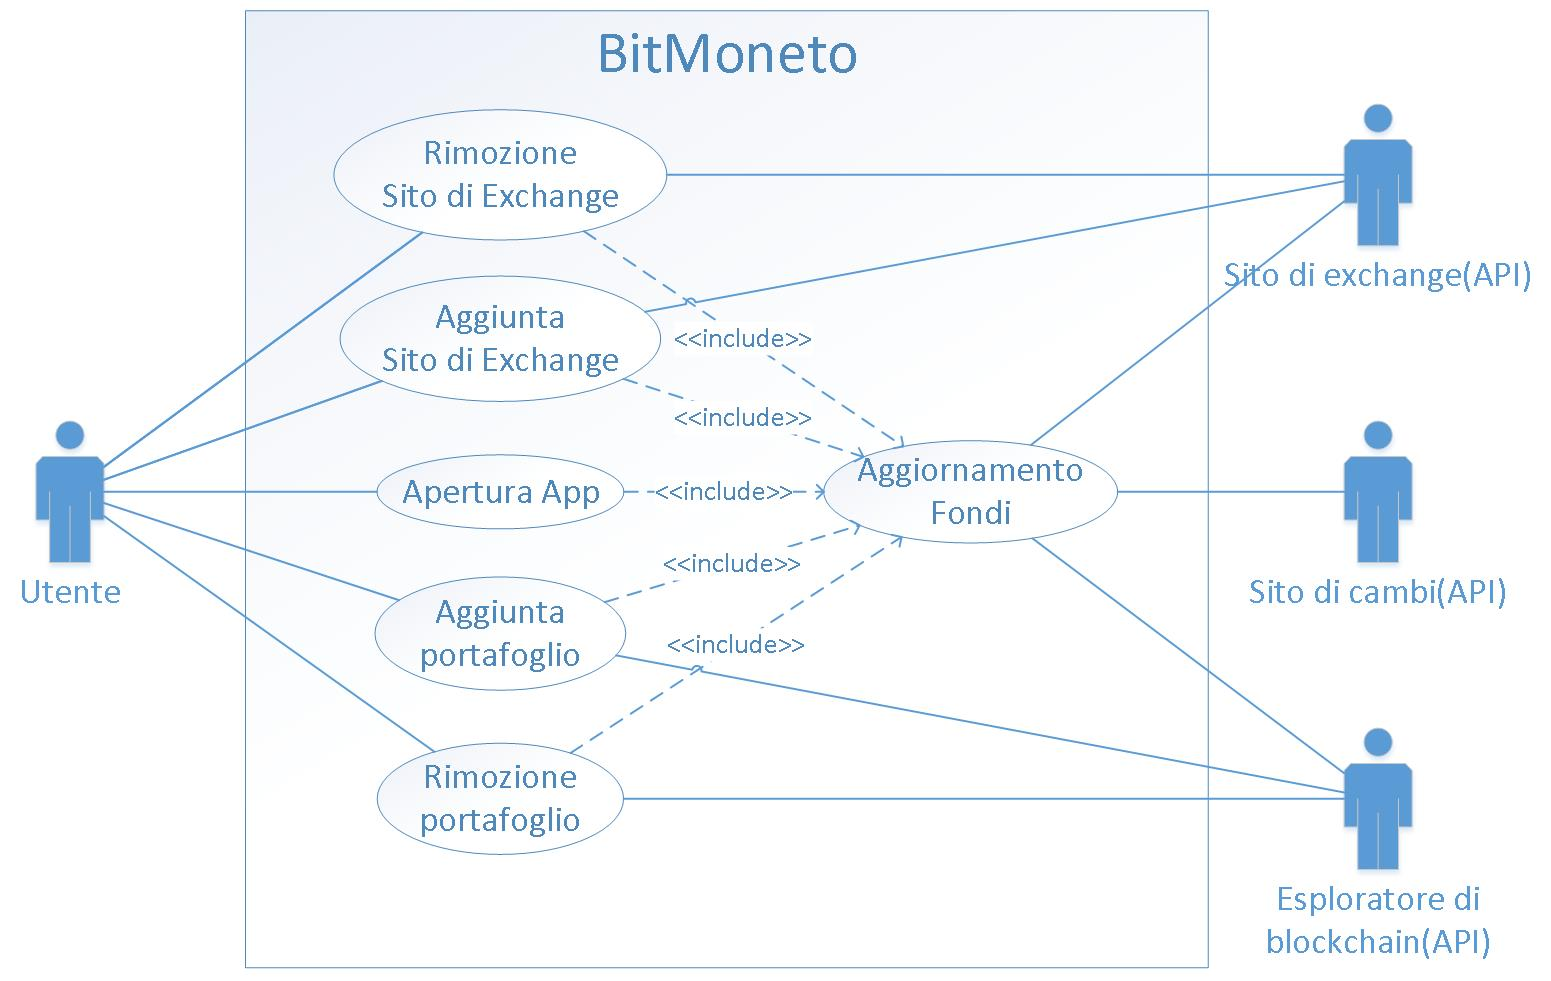 BitMoneto
Rimozione
Sito di Exchange
Aggiunta
Sito di Exchange
Apertura App
Aggiunta
portafoglio
Rimozione
portafoglio
<<include>>
<<include>>
<<include>>
<<include>>
<<include>>
Aggiornamento
Fondi
Utente
Sito di exchange(API)
Sito di cambi(API)
Esploratore di
blockchain(API)